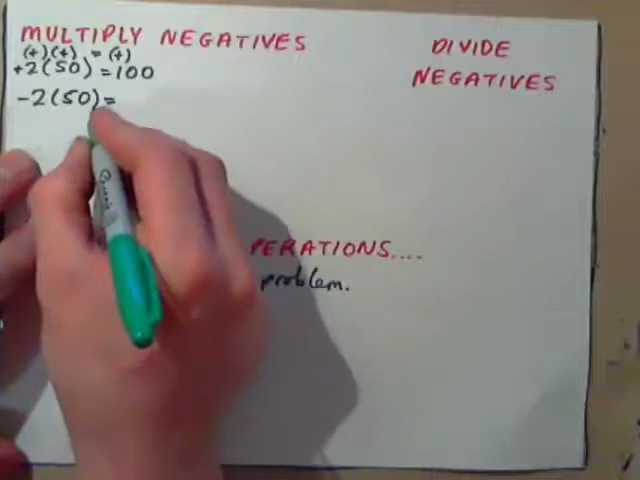 MULTIPLY NEGATIVES
(+)(+) = (+)
+2(50) = 100
-2(50)=
DIVIDE
NEGATIVES
PERATIONS....
problem.